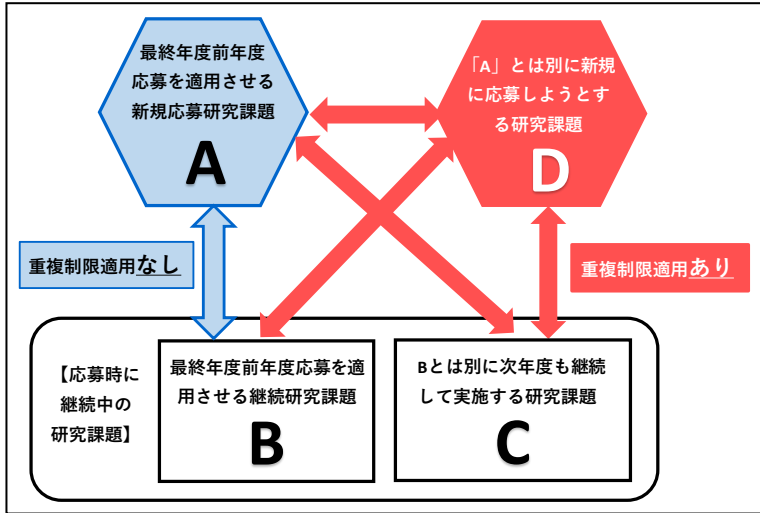 最終年度前年度
応募を適用させる
新規応募研究課題
A
「A」とは別に新規
に応募しようとす
る研究課題
D
重複制限適用なし
重複制限適用あり
【応募時に
継続中の
研究課題】
最終年度前年度応募を適
用させる継続研究課題
B
Bとは別に次年度も継続
して実施する研究課題
C